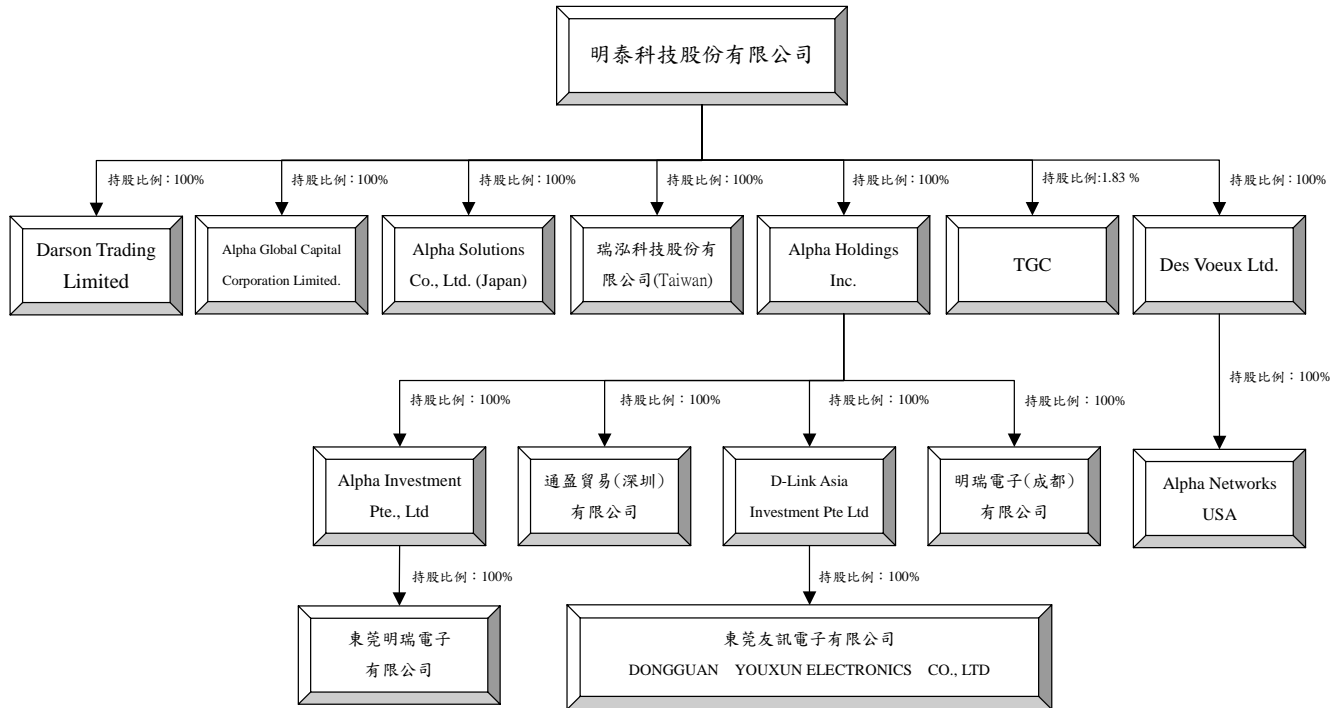 明泰科技股份有限公司
持股比例：100%
持股比例：100%
持股比例：100%
持股比例：100%
持股比例：100%
持股比例:1.83 %
持股比例：100%
Darson Trading
Limited
Alpha Global Capital
Corporation Limited.
Alpha Solutions
Co., Ltd. (Japan)
瑞泓科技股份有
限公司(Taiwan)
Alpha Holdings
Inc.
TGC
Des Voeux Ltd.
持股比例：100%
持股比例：100%
持股比例：100%
持股比例：100%
持股比例：100%
Alpha Investment
Pte., Ltd
通盈貿易(深圳)
有限公司
D-Link Asia
Investment Pte Ltd
明瑞電子(成都)
有限公司
Alpha Networks
USA
持股比例：100%
持股比例：100%
東莞明瑞電子
有限公司
東莞友訊電子有限公司
DONGGUAN YOUXUN ELECTRONICS CO., LTD